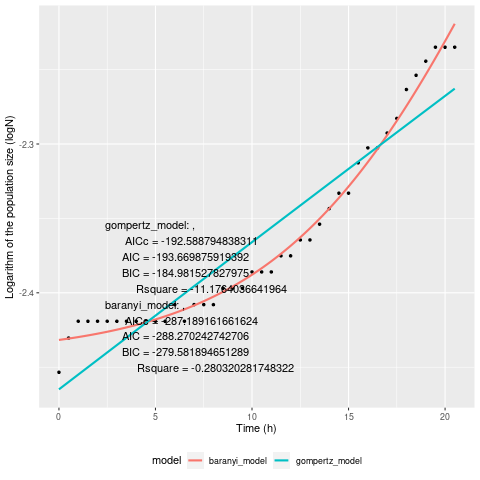 -2.3
-2.4
Logarithm of the population size (logN)
gompertz_model: ,
AICc = -192.588794838311
AIC = -193.669875919392
BIC = -184.981527827975
Rsquare = -11.1764036641964
baranyi_model: ,
AICc = -287.189161661624
AIC = -288.270242742706
BIC = -279.581894651289
Rsquare = -0.280320281748322
0 5 10 15 20
Time (h)
model baranyi_model gompertz_model